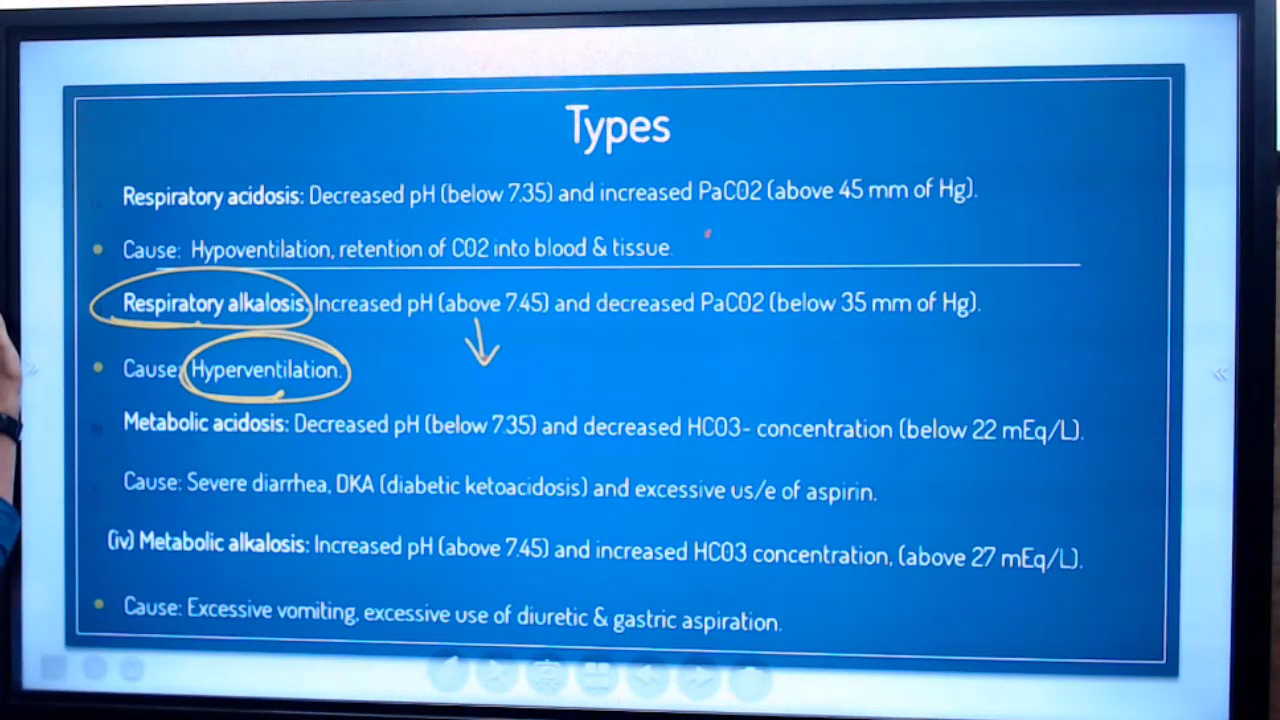 Types
Respiratory acidosis: Decreased pH (below 7.35) and increased PaCO2 (above 45 mm of Hg).
Cause: Hypoventilation, retention of CO2 into blood & tissue.
Respiratory alkalosis: Increased pH (above 7.45) and decreased PaCO2 (below 35 mm of Hg).
Cause: Hyperventilation.
Metabolic acidosis: Decreased pH (below 7.35) and decreased HCO3- concentration (below 22 mEq/L).
Cause: Severe diarrhea, DKA (diabetic ketoacidosis) and excessive us/e of aspirin.
(iv) Metabolic alkalosis: Increased pH (above 7.45) and increased HCO3 concentration, (above 27 mEq/L).
Cause: Excessive vomiting, excessive use of diuretic & gastric aspiration.